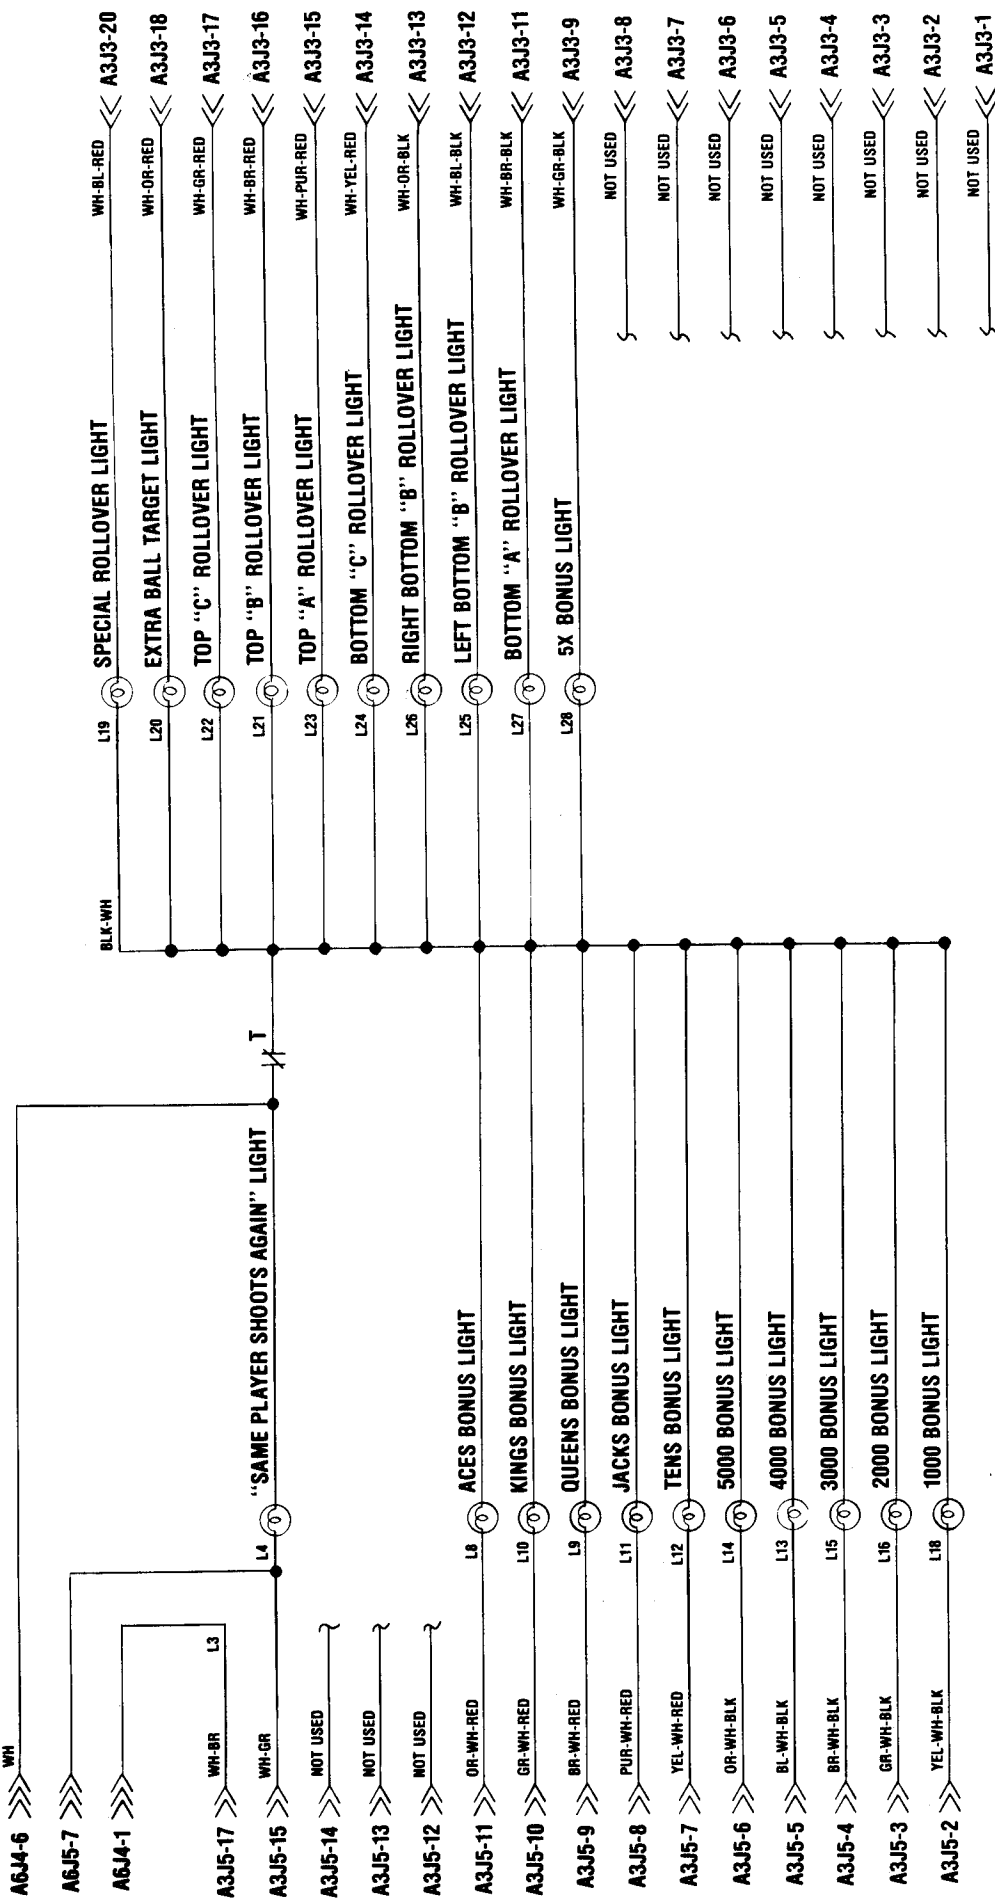 A6J4-6 WH
A6J5-7
A6J4-1
A3J5-17 WH-BR L3
A3J5-15 WH-GR L4 “SAME PLAYER SHOOTS AGAIN” LIGHT T
A3J5-14 NOT USED
A3J5-13 NOT USED
A3J5-12 NOT USED
A3J5-11 OR-WH-RED L8 ACES BONUS LIGHT
A3J5-10 GR-WH-RED L10 KINGS BONUS LIGHT
A3J5-9 BR-WH-RED L9 QUEENS BONUS LIGHT
A3J5-8 PUR-WH-RED L11 JACKS BONUS LIGHT
A3J5-7 YEL-WH-RED L12 TENS BONUS LIGHT
A3J5-6 OR-WH-BLK L14 5000 BONUS LIGHT
A3J5-5 BL-WH-BLK L13 4000 BONUS LIGHT
A3J5-4 BR-WH-BLK L15 3000 BONUS LIGHT
A3J5-3 GR-WH-BLK L16 2000 BONUS LIGHT
A3J5-2 YEL-WH-BLK L18 1000 BONUS LIGHT
BLK-WH L19 SPECIAL ROLLOVER LIGHT WH-BL-RED A3J3-20
L20 EXTRA BALL TARGET LIGHT WH-OR-RED A3J3-18
L22 TOP “C” ROLLOVER LIGHT WH-GR-RED A3J3-17
L21 TOP “B” ROLLOVER LIGHT WH-BR-RED A3J3-16
L23 TOP “A” ROLLOVER LIGHT WH-PUR-RED A3J3-15
L24 BOTTOM “C” ROLLOVER LIGHT WH-YEL-RED A3J3-14
L26 RIGHT BOTTOM “B” ROLLOVER LIGHT WH-OR-BLK A3J3-13
L25 LEFT BOTTOM “B” ROLLOVER LIGHT WH-BL-BLK A3J3-12
L27 BOTTOM “A” ROLLOVER LIGHT WH-BR-BLK A3J3-11
L28 5X BONUS LIGHT WH-GR-BLK A3J3-9
NOT USED A3J3-8
NOT USED A3J3-7
NOT USED A3J3-6
NOT USED A3J3-5
NOT USED A3J3-4
NOT USED A3J3-3
NOT USED A3J3-2
NOT USED A3J3-1